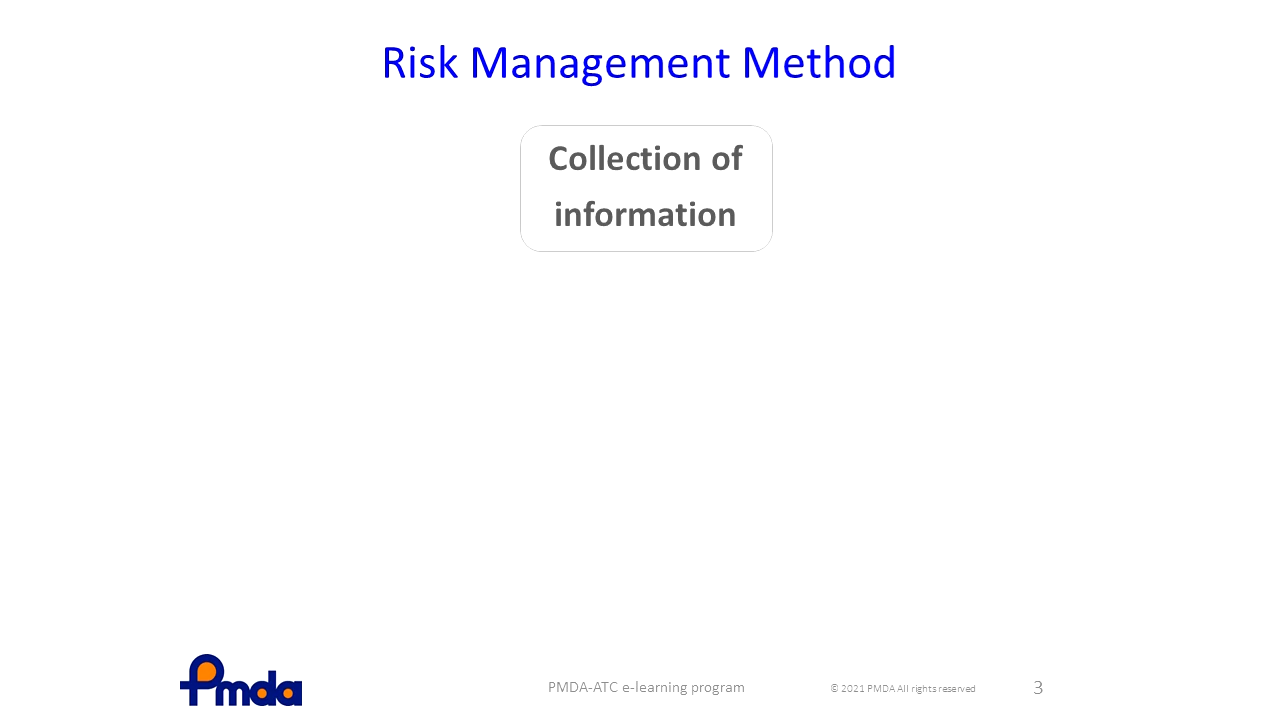 Risk Management Method
Collection of
information
Pmda
PMDA-ATC e-learning program
© 2021 PMDA All rights reserved
3